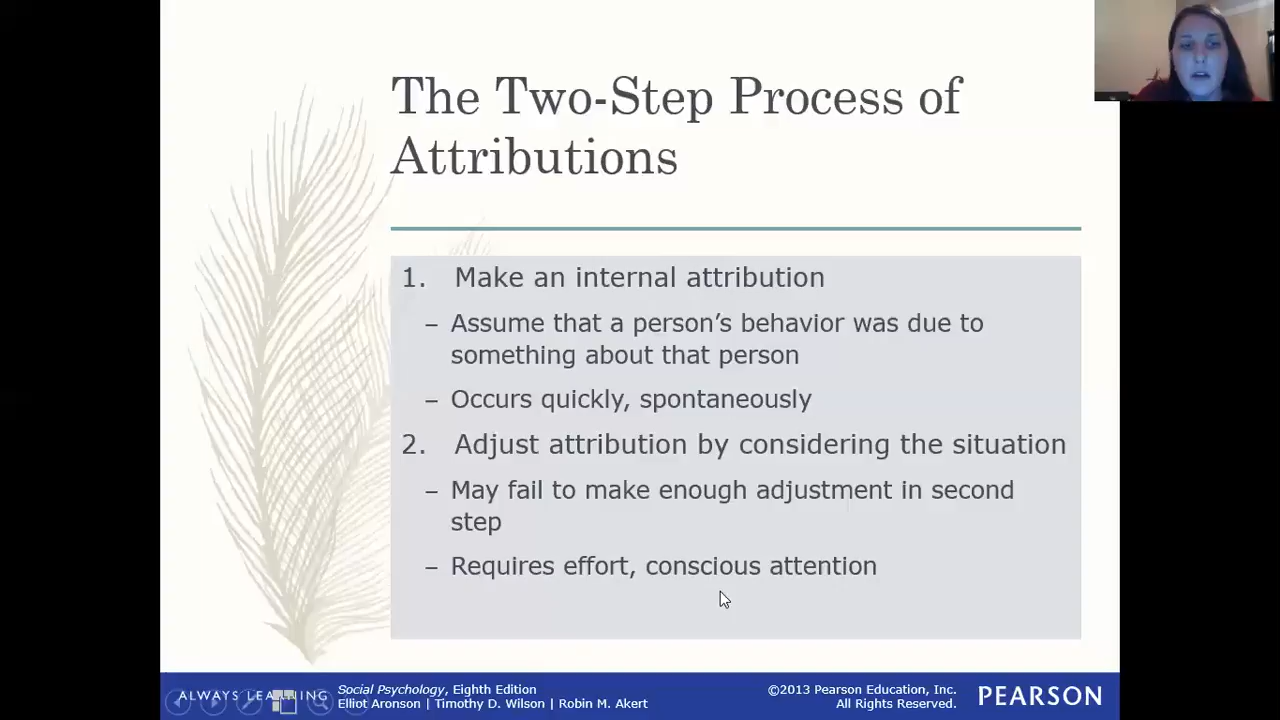 The Two-Step Process of
Attributions
1. Make an internal attribution
– Assume that a person's behavior was due to
something about that person
– Occurs quickly, spontaneously
2. Adjust attribution by considering the situation
– May fail to make enough adjustment in second
step
– Requires effort, conscious attention
ALWAYS LEARNING
Social Psychology, Eighth Edition
Elliot Aronson | Timothy D. Wilson | Robin M. Akert
©2013 Pearson Education, Inc.
All Rights Reserved.
PEARSON